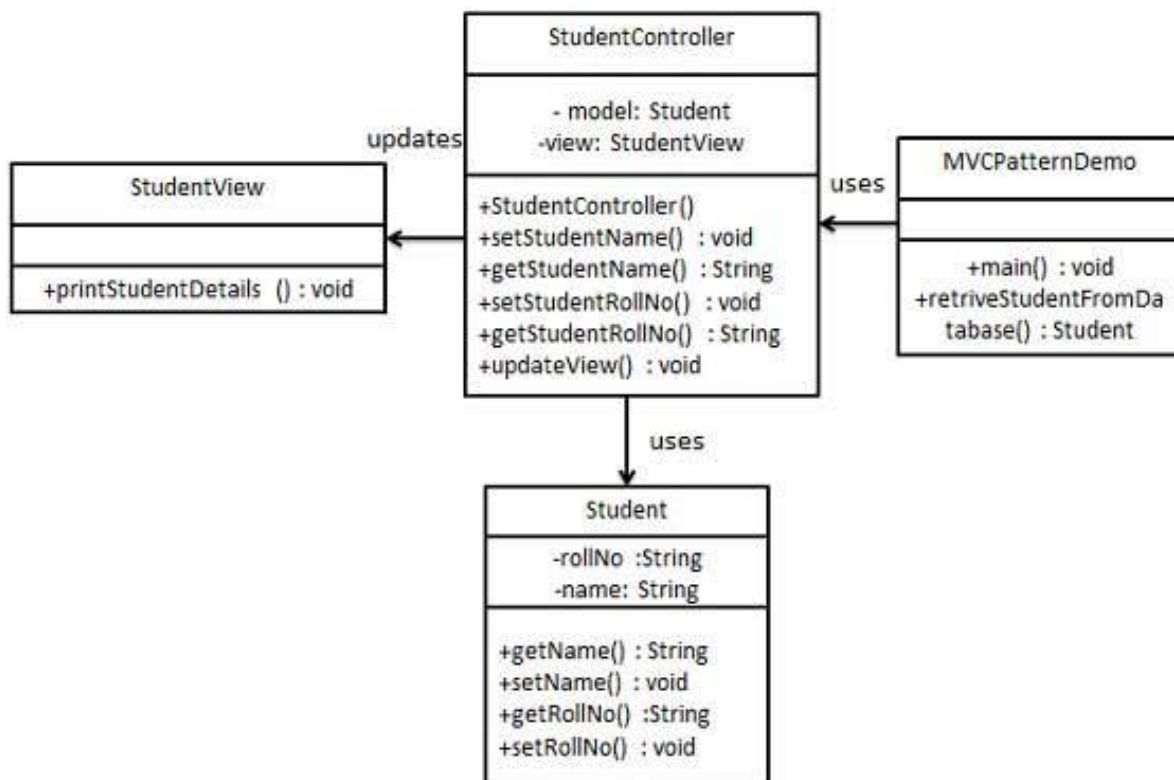 StudentController
- model: Student
-view: StudentView
+StudentController()
+setStudentName() : void
+getStudentName() : String
+setStudentRollNo() : void
+getStudentRollNo() : String
+updateView() : void
updates
StudentView
+printStudentDetails () : void
uses
MVCPatternDemo
+main() : void
+retriveStudentFromDa
tabase() : Student
uses
Student
-rollNo :String
-name: String
+getName() : String
+setName() : void
+getRollNo() :String
+setRollNo() : void